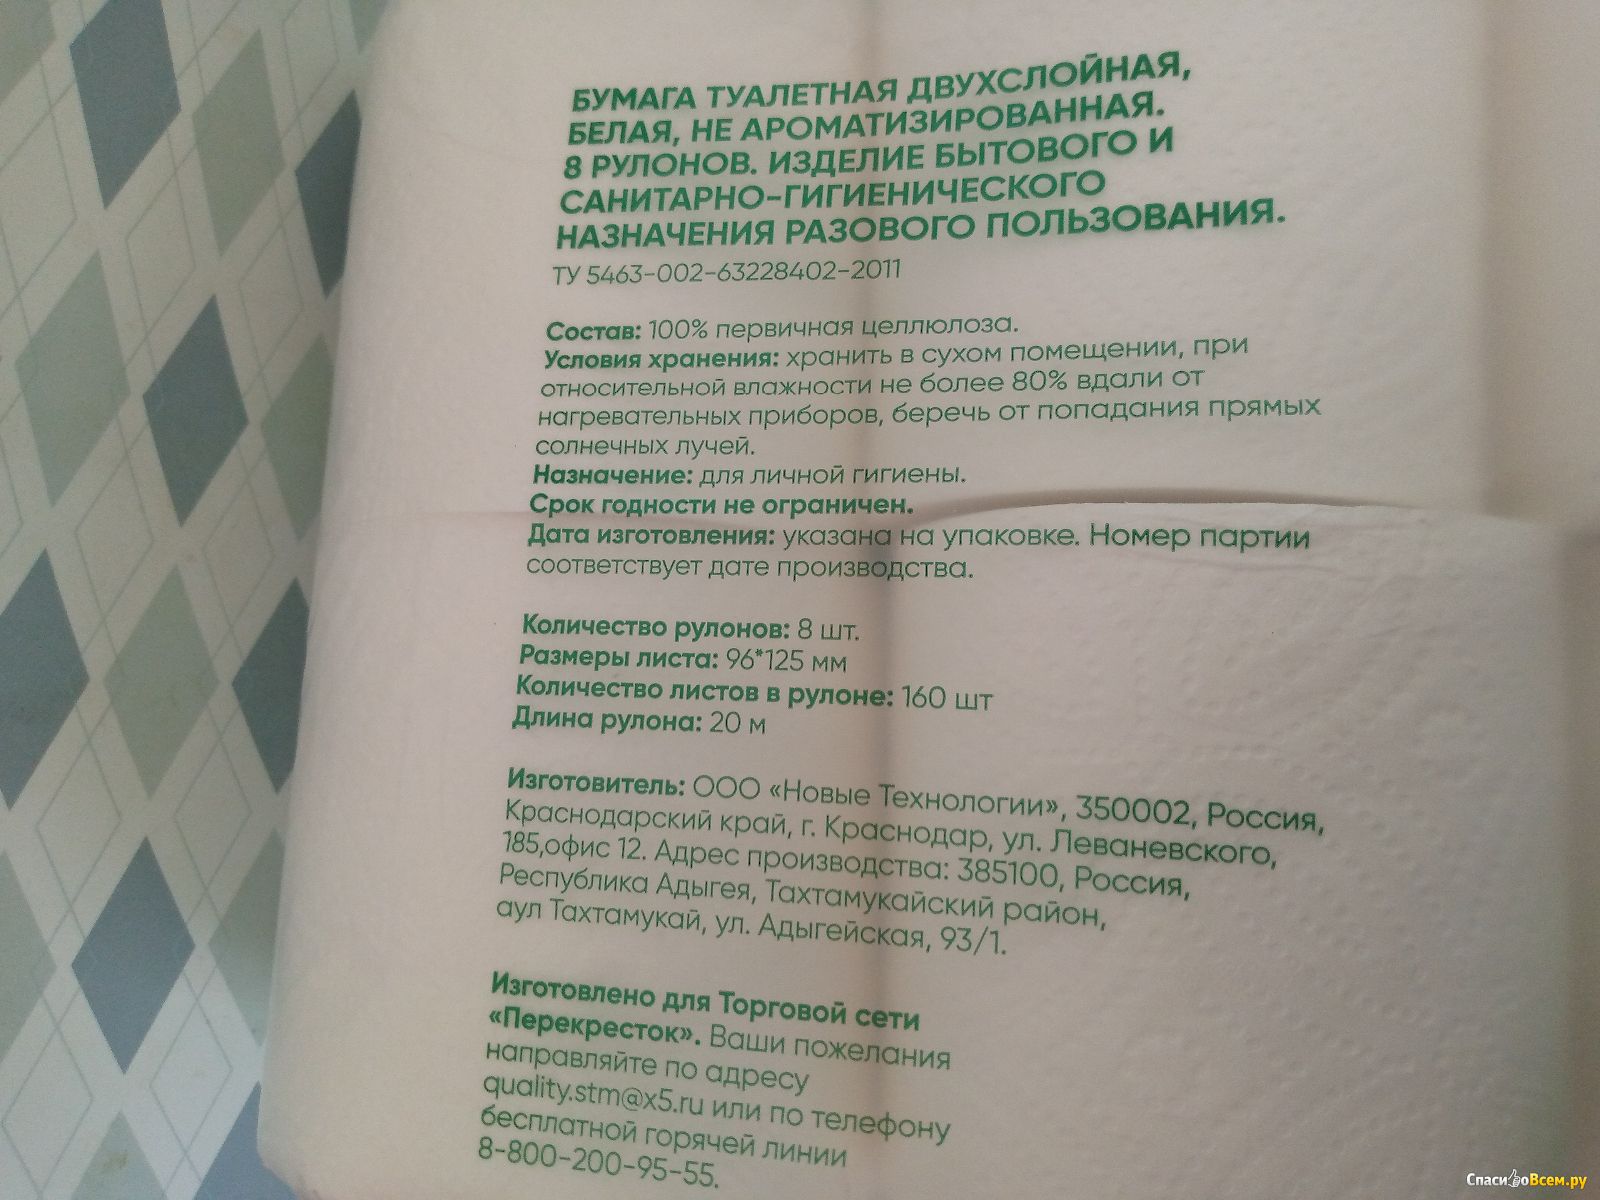 БУМАГА ТУАЛЕТНАЯ ДВУХСЛОЙНАЯ,
БЕЛАЯ, НЕ АРОМАТИЗИРОВАННАЯ.
8 РУЛОНОВ. ИЗДЕЛИЕ БЫТОВОГО И
САНИТАРНО-ГИГИЕНИЧЕСКОГО
НАЗНАЧЕНИЯ РАЗОВОГО ПОЛЬЗОВАНИЯ.
ТУ 5463-002-63228402-2011
Состав: 100% первичная целлюлоза.
Условия хранения: хранить в сухом помещении, при
относительной влажности не более 80% вдали от
нагревательных приборов, беречь от попадания прямых
солнечных лучей.
Назначение: для личной гигиены.
Срок годности не ограничен.
Дата изготовления: указана на упаковке. Номер партии
соответствует дате производства.
Количество рулонов: 8 шт.
Размеры листа: 96*125 мм
Количество листов в рулоне: 160 шт
Длина рулона: 20 м
Изготовитель: ООО «Новые Технологии», 350002, Россия,
Краснодарский край, г. Краснодар, ул. Леваневского,
185,офис 12. Адрес производства: 385100, Россия,
Республика Адыгея, Тахтамукайский район,
аул Тахтамукай, ул. Адыгейская, 93/1.
Изготовлено для Торговой сети
«Перекресток». Ваши пожелания
направляйте по адресу
quality.stm@x5.ru или по телефону
бесплатной горячей линии
8-800-200-95-55.
СпасибоВсем.ру